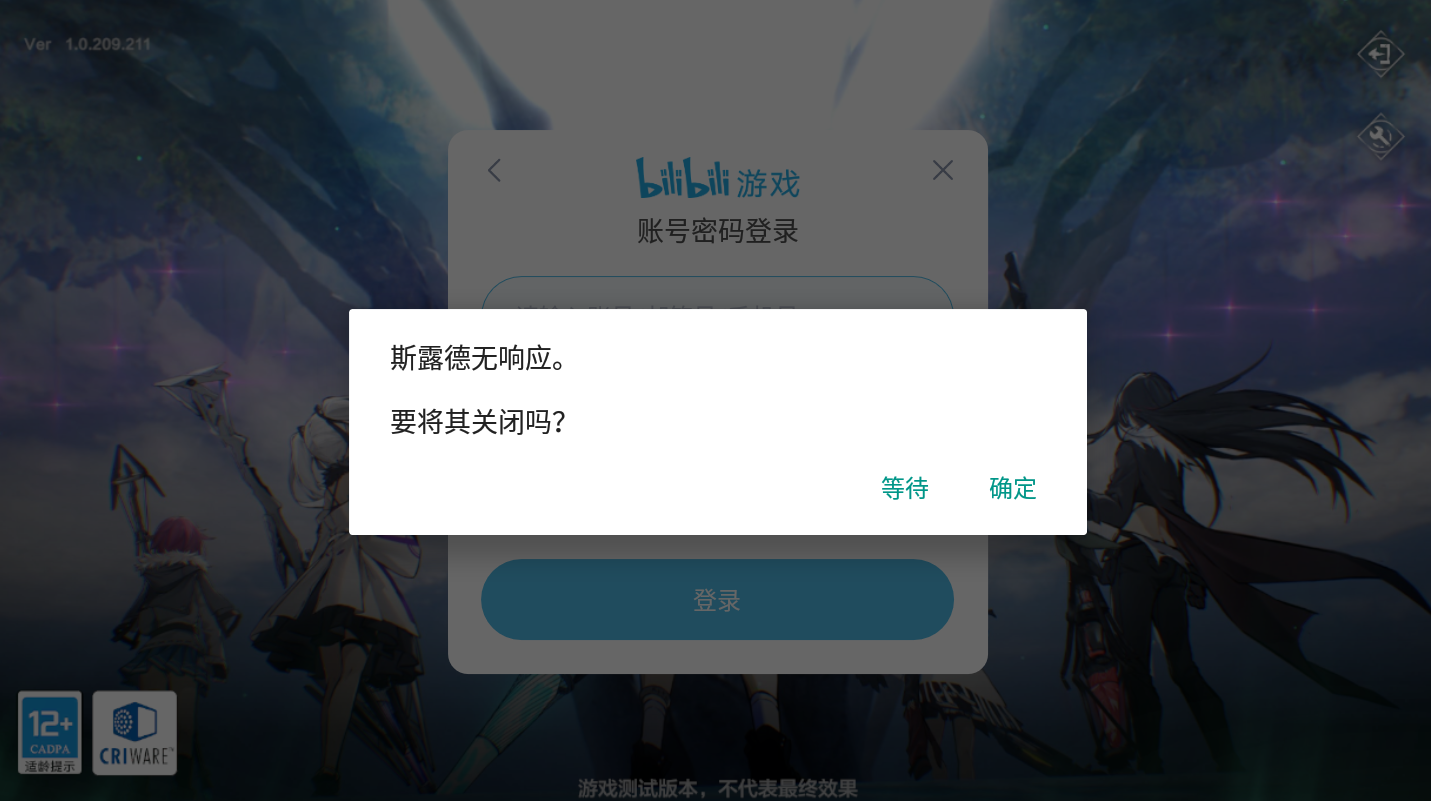 Ver 1.0.209.211
bilibili 游戏
账号密码登录
斯露德无响应。
要将其关闭吗?
等待 确定
登录
12+
CADPA
适龄提示
CRIWARE™
游戏测试版本，不代表最终效果